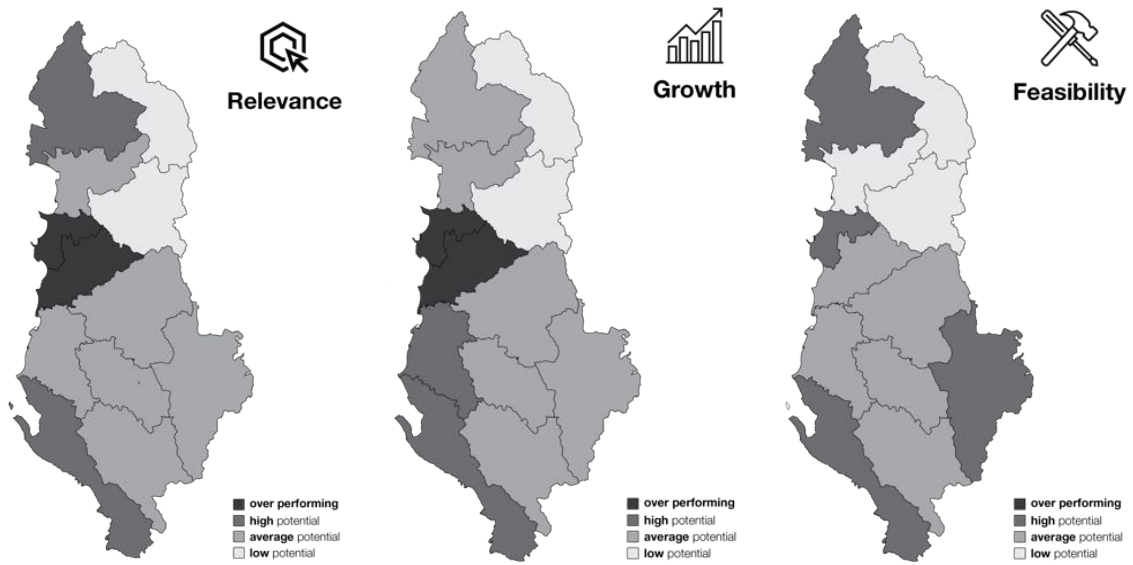 Relevance
over performing
high potential
average potential
low potential
Growth
over performing
high potential
average potential
low potential
Feasibility
over performing
high potential
average potential
low potential